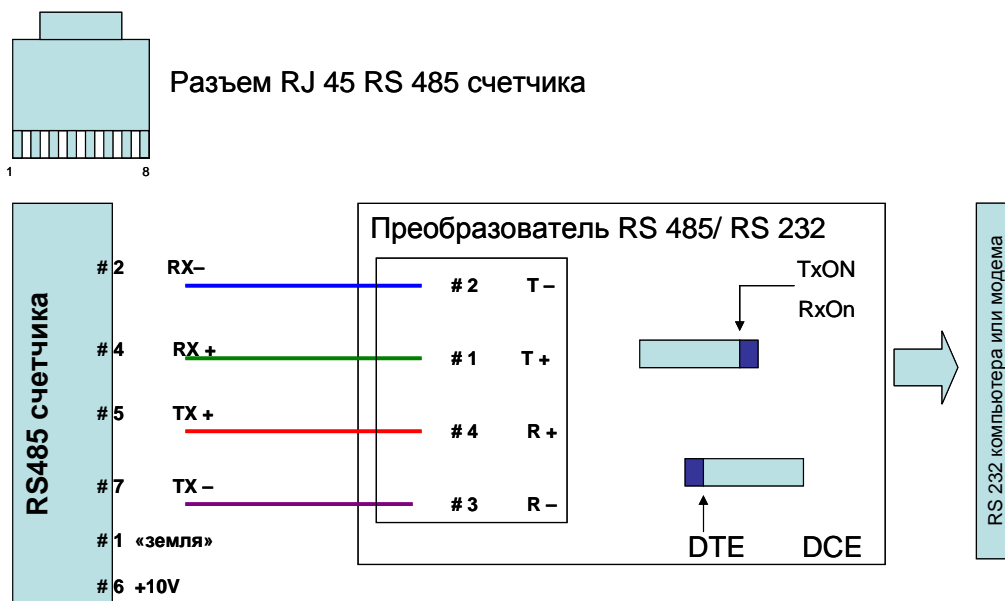 Разъем RJ 45 RS 485 счетчика
1 8
RS485 счетчика
# 2 RX–
# 4 RX +
# 5 TX +
# 7 TX –
# 1 «земля»
# 6 +10V
Преобразователь RS 485/ RS 232
# 2 T –
# 1 T +
# 4 R +
# 3 R –
TxON
RxOn
DTE DCE
RS 232 компьютера или модема